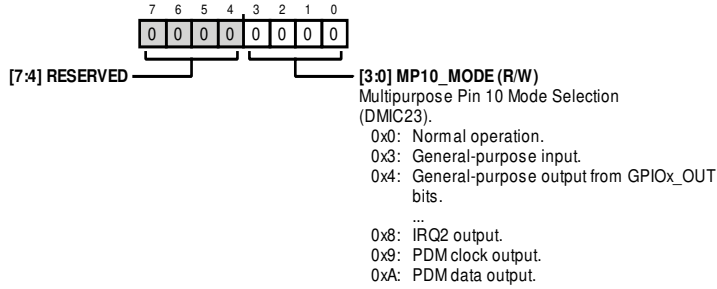 7 6 5 4 3 2 1 0
0 0 0 0 0 0 0 0
[7:4] RESERVED
[3:0] MP10_MODE (R/W)
Multipurpose Pin 10 Mode Selection
(DMIC23).
0x0: Normal operation.
0x3: General-purpose input.
0x4: General-purpose output from GPIOx_OUT
bits.
...
0x8: IRQ2 output.
0x9: PDM clock output.
0xA: PDM data output.